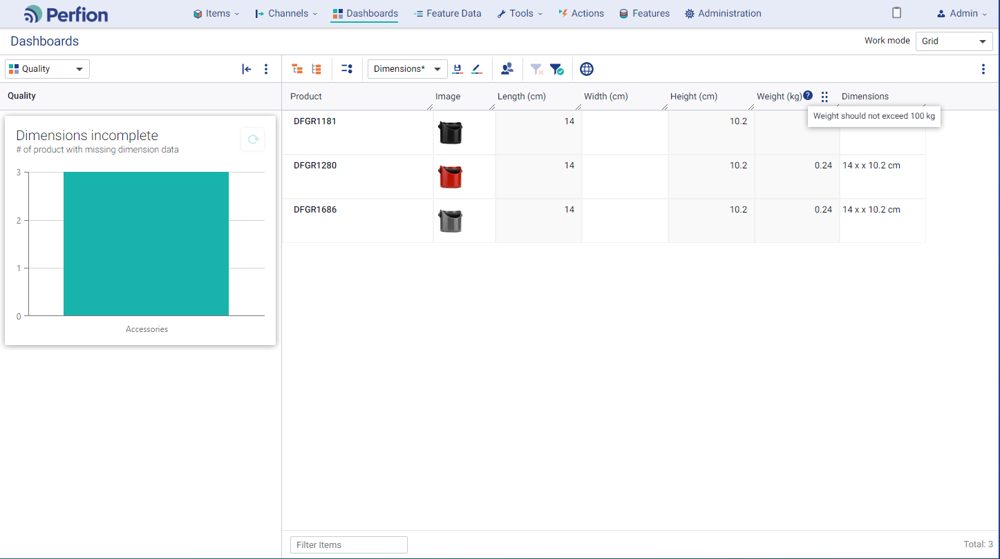 Perfion
Items
Channels
Dashboards
Feature Data
Tools
Actions
Features
Administration
Admin
Dashboards
Work mode
Grid
Quality
Dimensions*
Quality
Product
Image
Length (cm)
Width (cm)
Height (cm)
Weight (kg)
?
Dimensions
Weight should not exceed 100 kg
Dimensions incomplete
# of product with missing dimension data
3
2
1
0
Accessories
DFGR1181
14
10.2
DFGR1280
14
10.2
0.24
14 x x 10.2 cm
DFGR1686
14
10.2
0.24
14 x x 10.2 cm
Filter Items
Total: 3